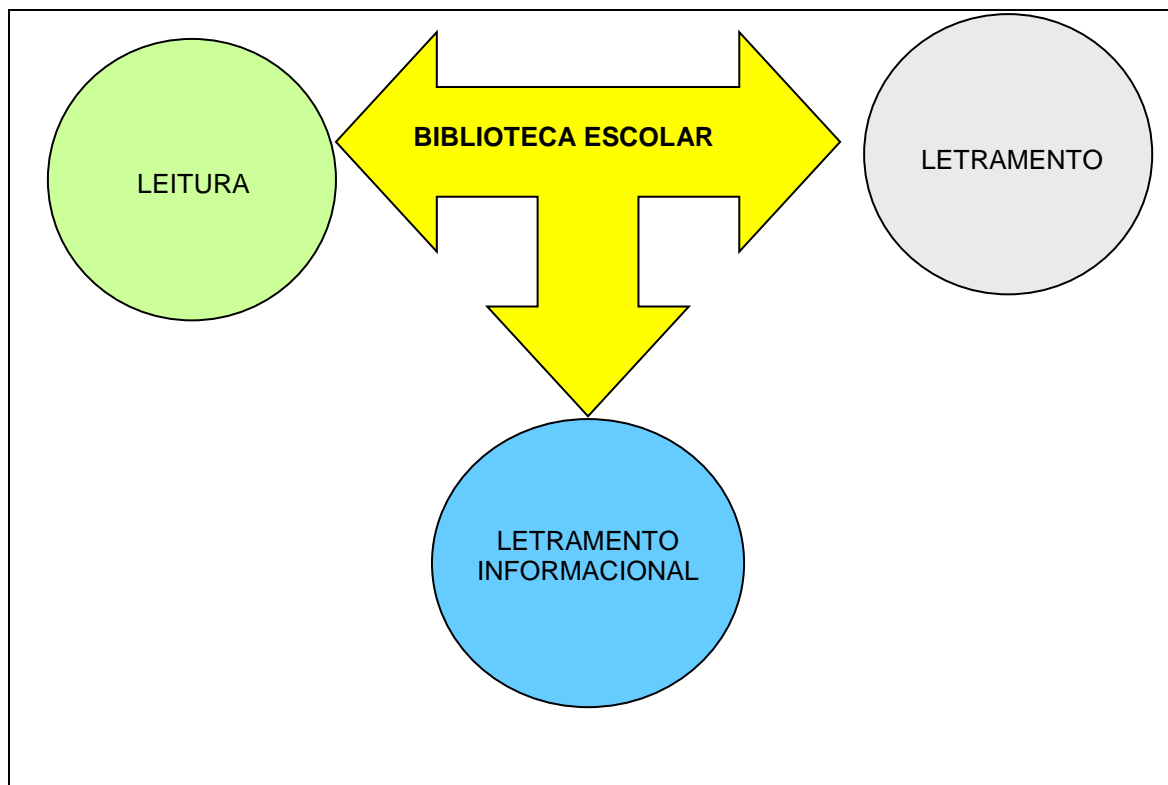 BIBLIOTECA ESCOLAR
LEITURA
LETRAMENTO
LETRAMENTO
INFORMACIONAL